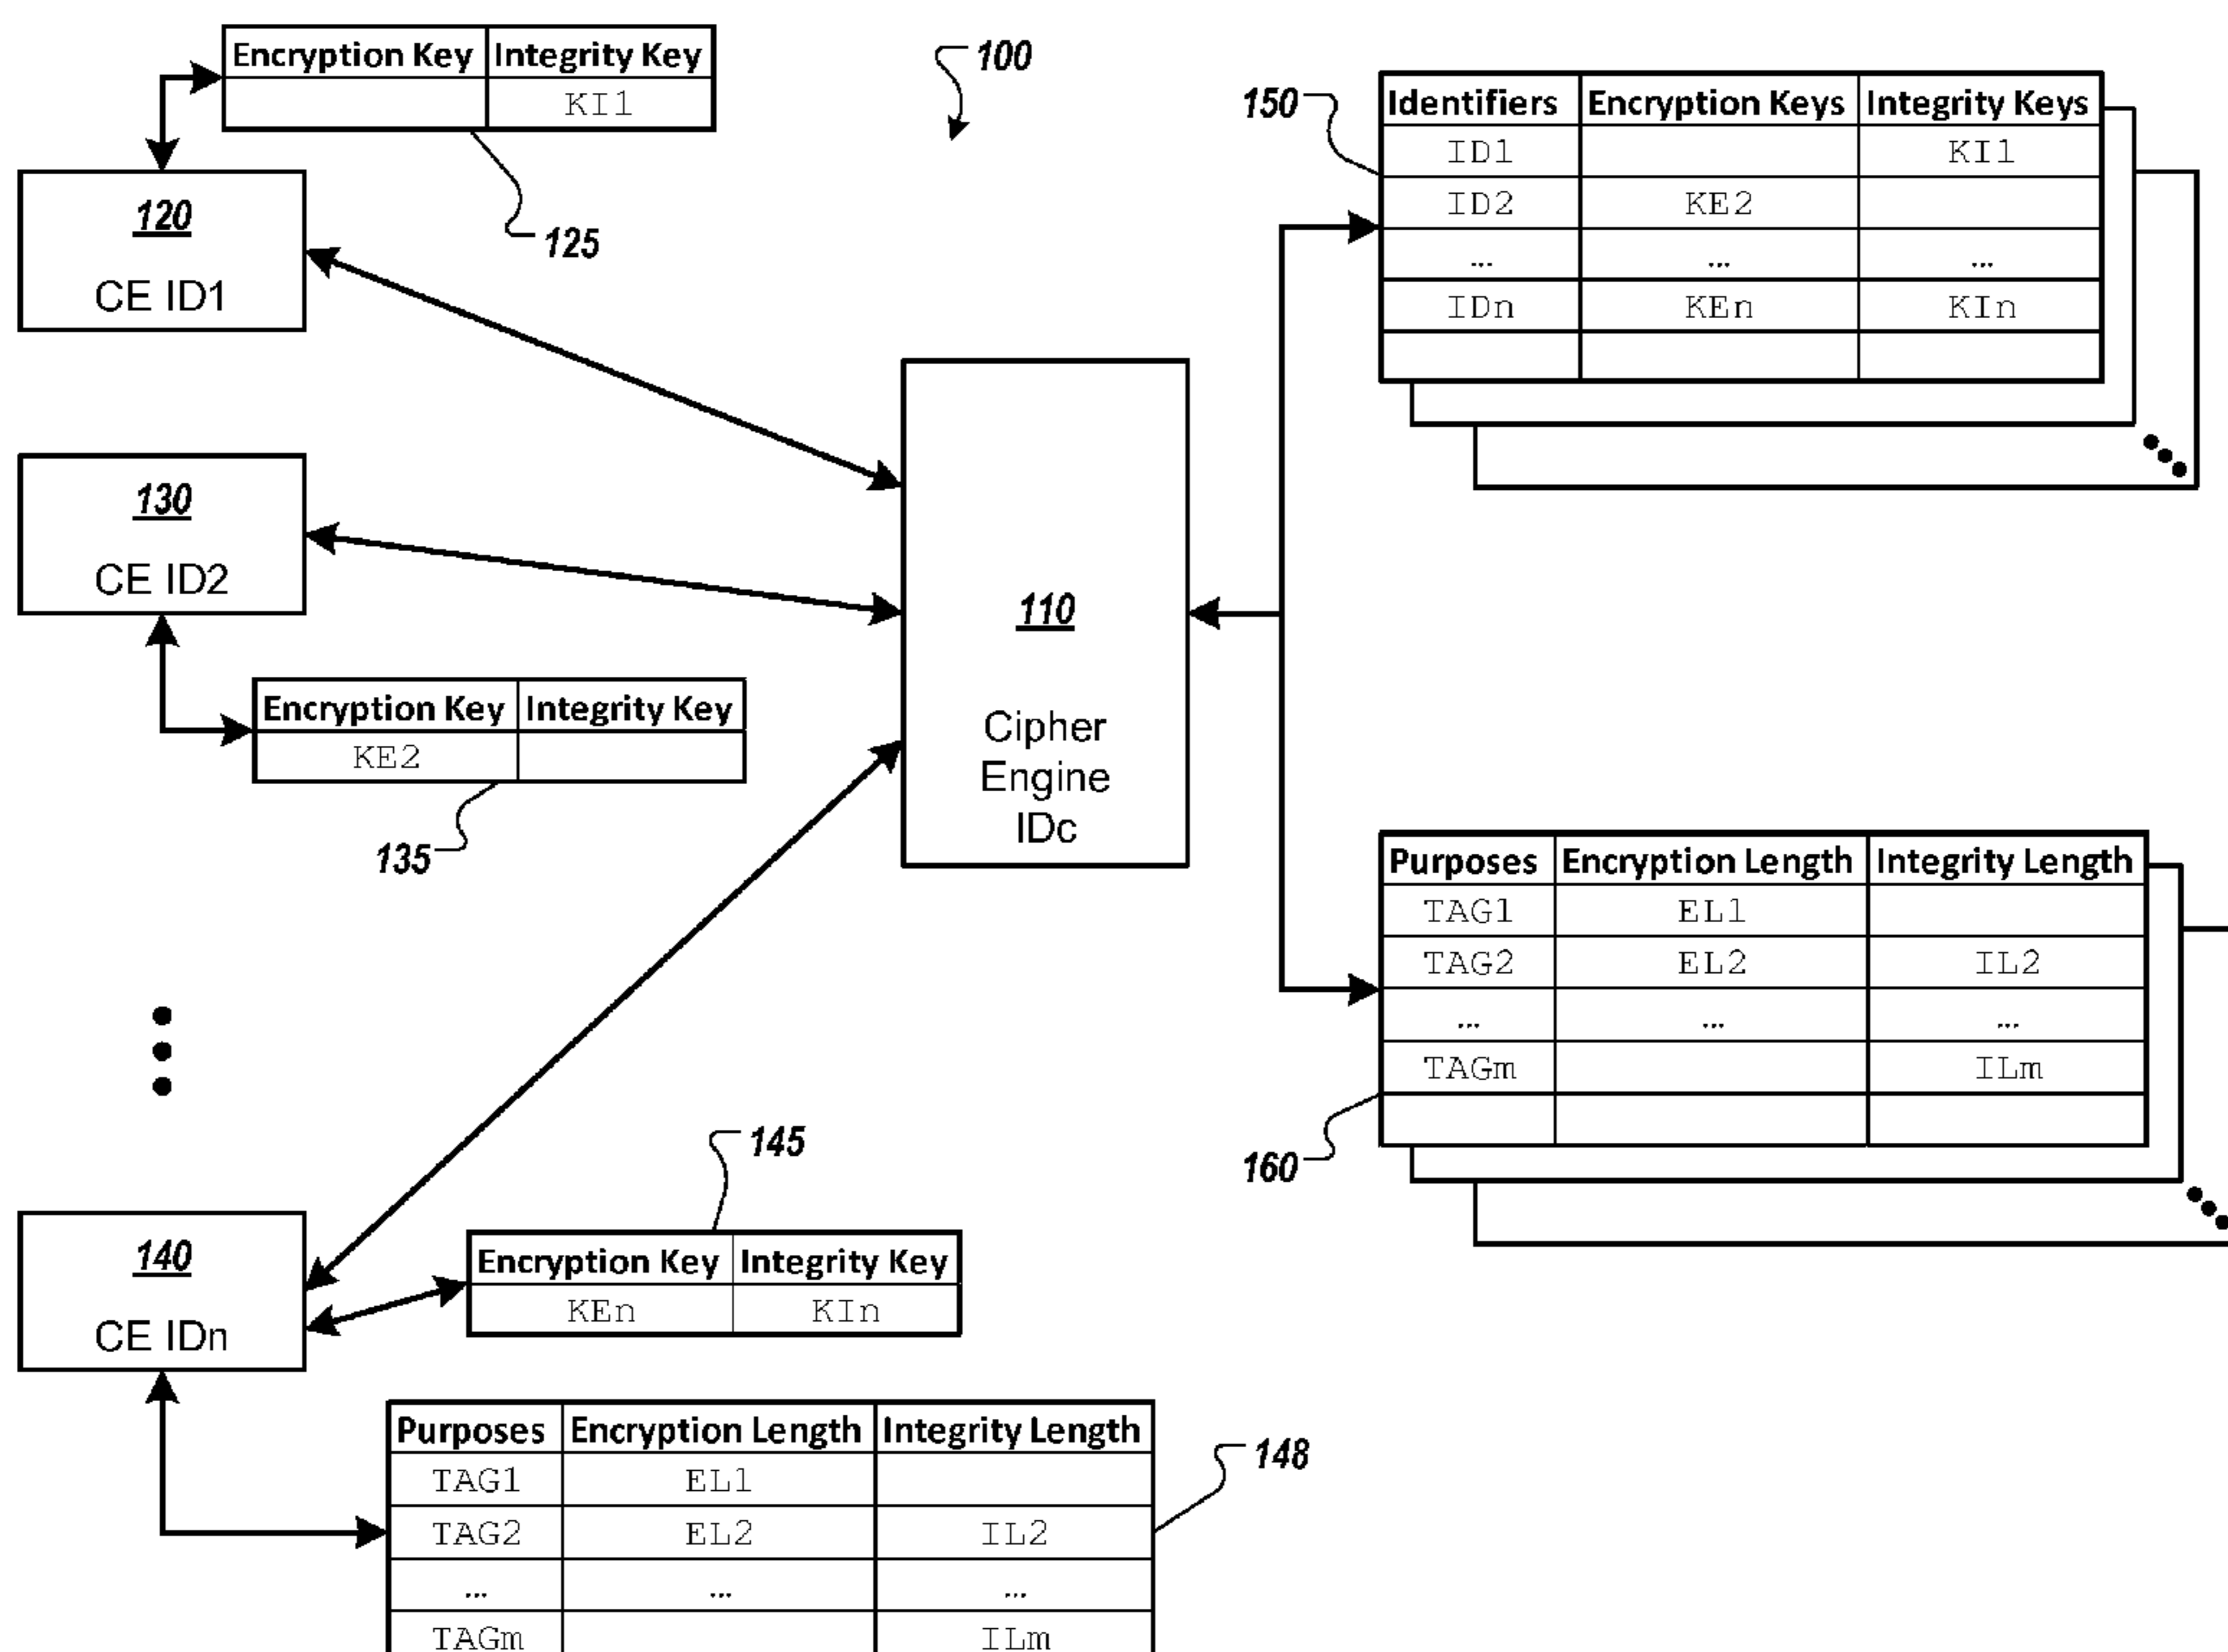 Encryption Key Integrity Key
KI1
100
125
120
CE ID1
130
CE ID2
Encryption Key Integrity Key
KE2
135
110
Cipher
Engine
IDc
150
Identifiers Encryption Keys Integrity Keys
ID1 KI1
ID2 KE2
... ... ...
IDn KEn KIn
Purposes Encryption Length Integrity Length
TAG1 EL1
TAG2 EL2 IL2
... ... ...
TAGm ILm
160
145
140
CE IDn
Encryption Key Integrity Key
KEn KIn
148
Purposes Encryption Length Integrity Length
TAG1 EL1
TAG2 EL2 IL2
... ... ...
TAGm ILm